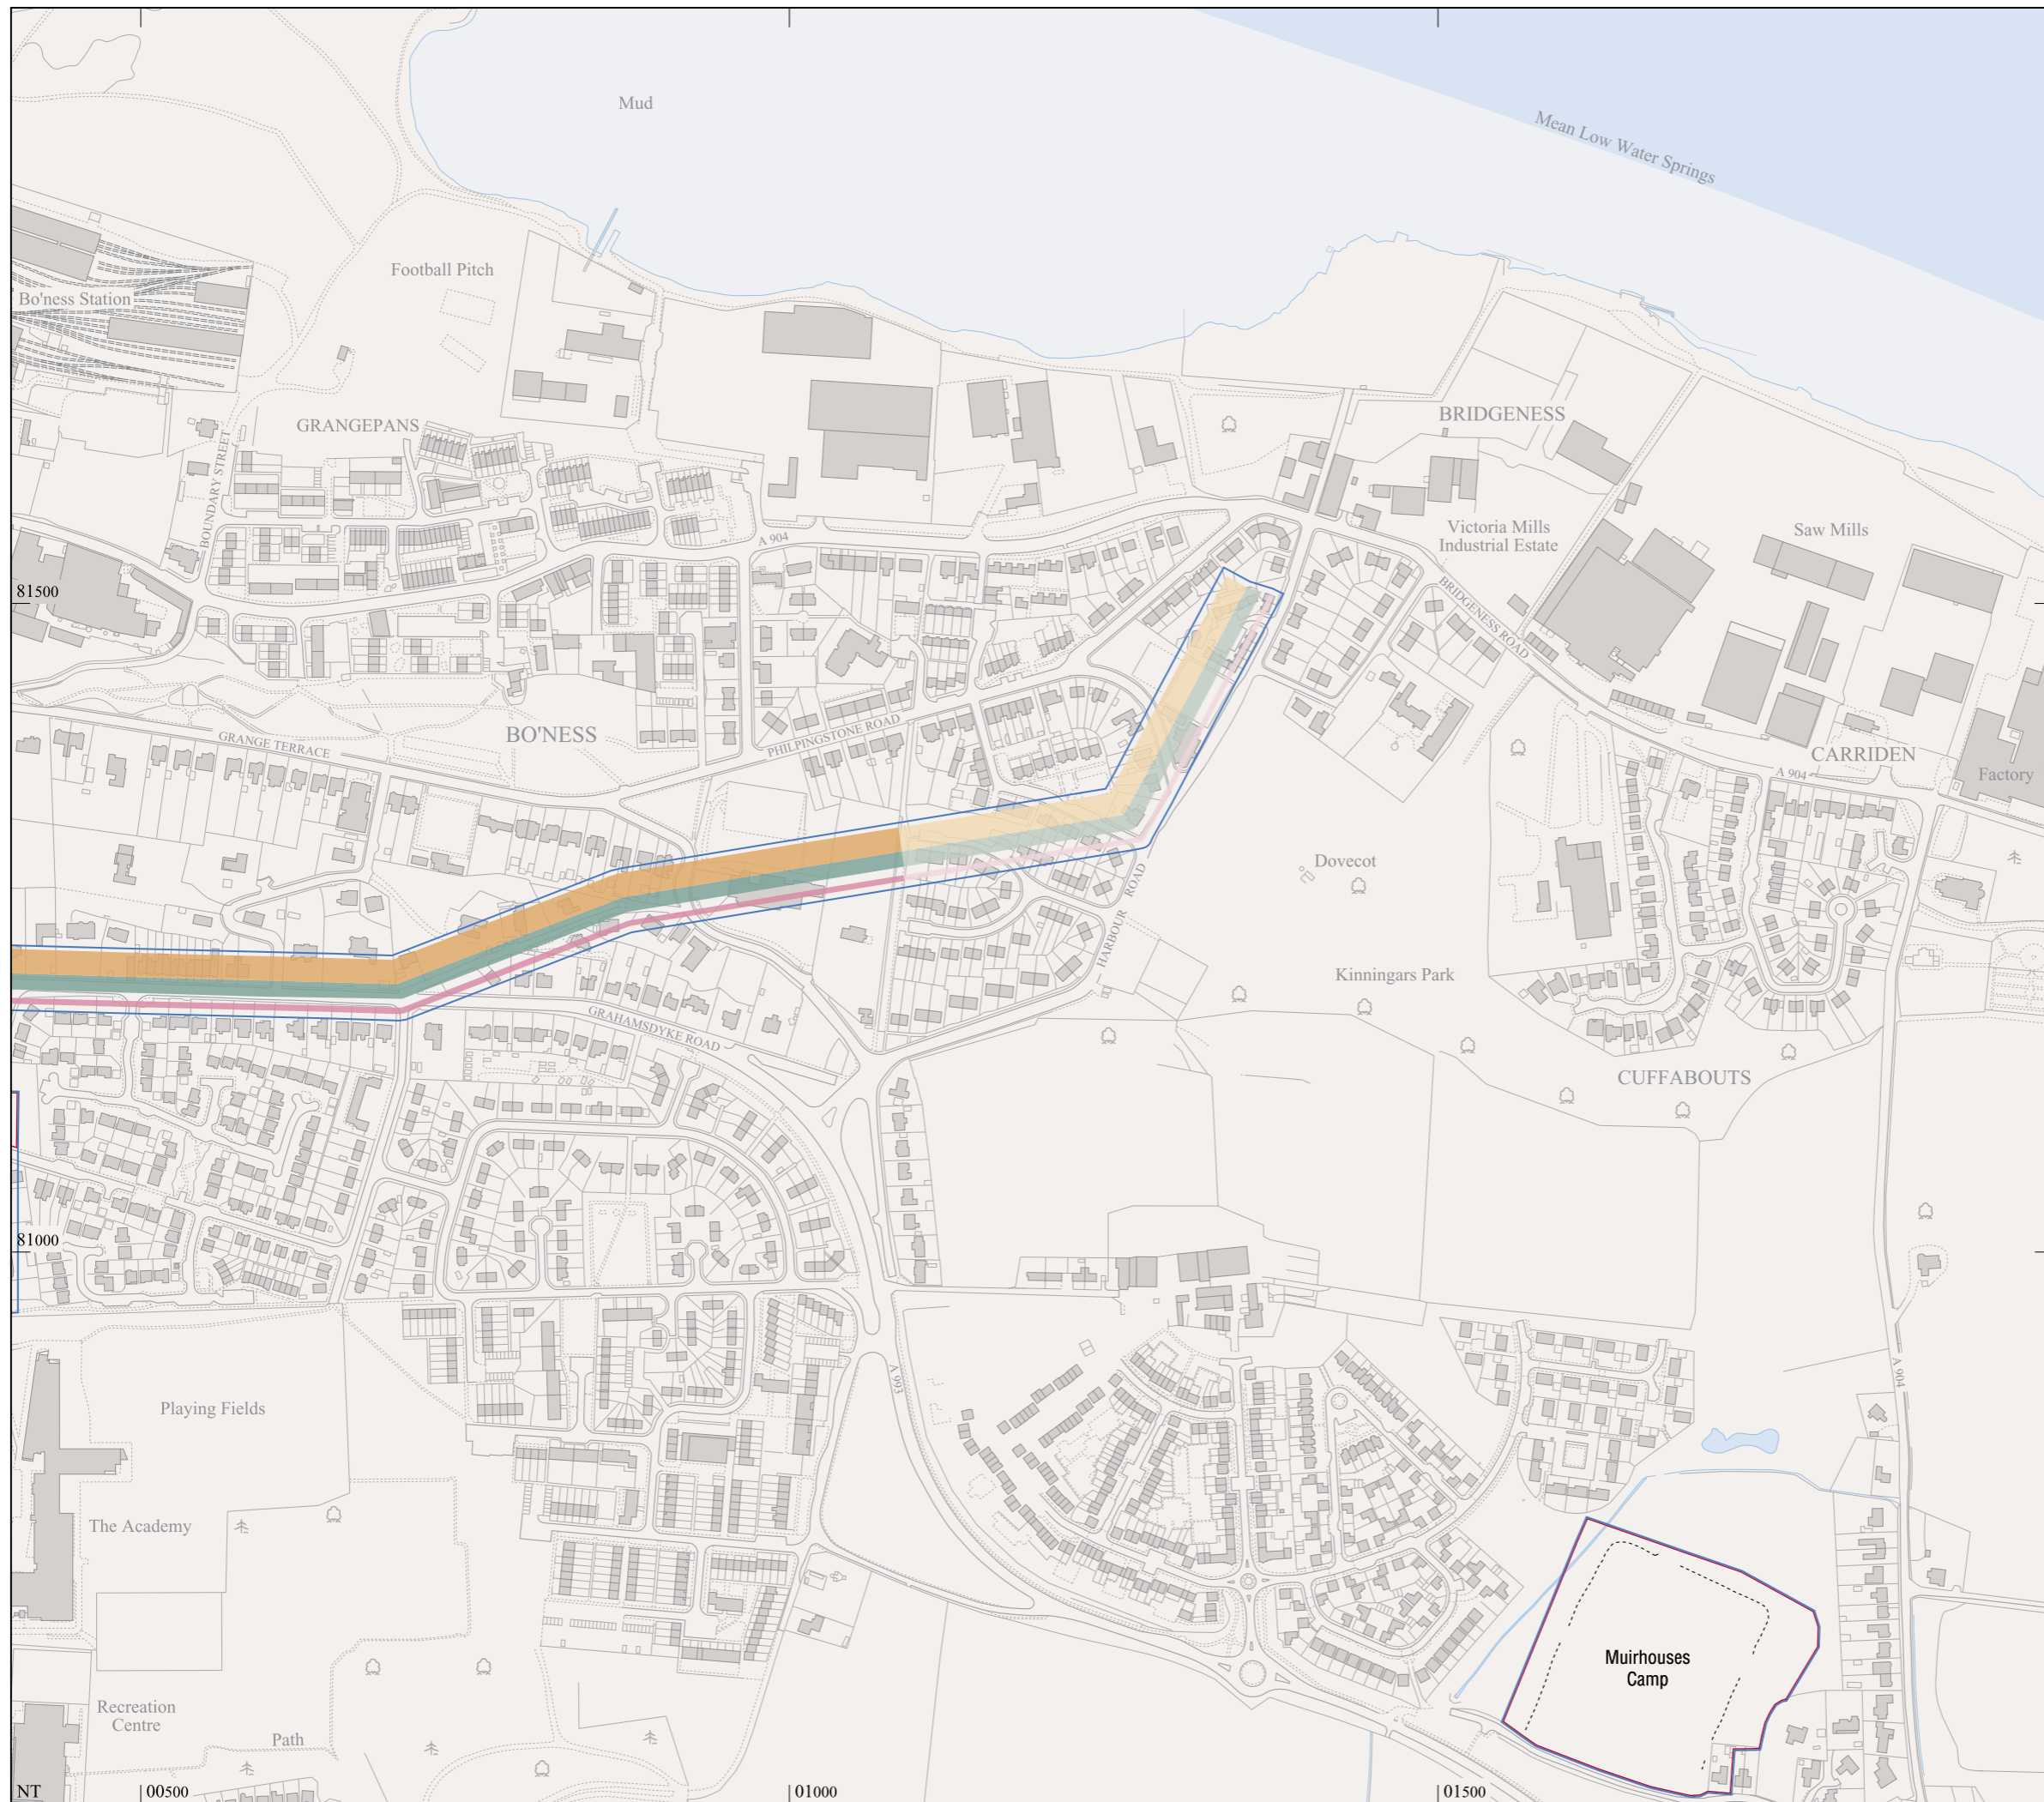 Mud
Mean Low Water Springs
Football Pitch
Bo'ness Station
GRANGEPANS
BRIDGENESS
BOUNDARY STREET
A 904
Victoria Mills
Industrial Estate
Saw Mills
81500
BRIDGENESS ROAD
GRANGE TERRACE
BO'NESS
PHILPINGSTONE ROAD
CARRIDEN
A 904
Factory
Dovecot
HARBOUR ROAD
Kinningars Park
GRAHAMSDYKE ROAD
CUFFABOUTS
81000
Playing Fields
A 993
A 904
The Academy
Muirhouses
Camp
Recreation
Centre
Path
NT
00500
01000
01500